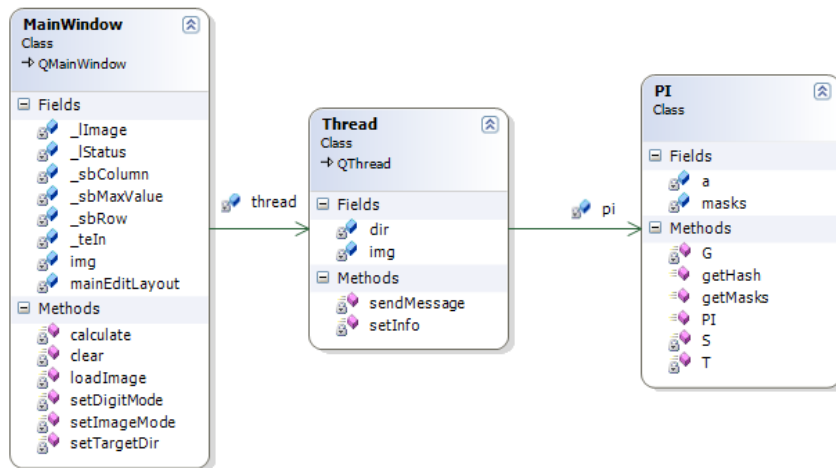 MainWindow
Class
QMainWindow
Fields
_lImage
_lStatus
_sbColumn
_sbMaxValue
_sbRow
_teIn
img
mainEditLayout
Methods
calculate
clear
loadImage
setDigitMode
setImageMode
setTargetDir
thread
Thread
Class
QThread
Fields
dir
img
Methods
sendMessage
setInfo
pi
PI
Class
Fields
a
masks
Methods
G
getHash
getMasks
PI
S
T